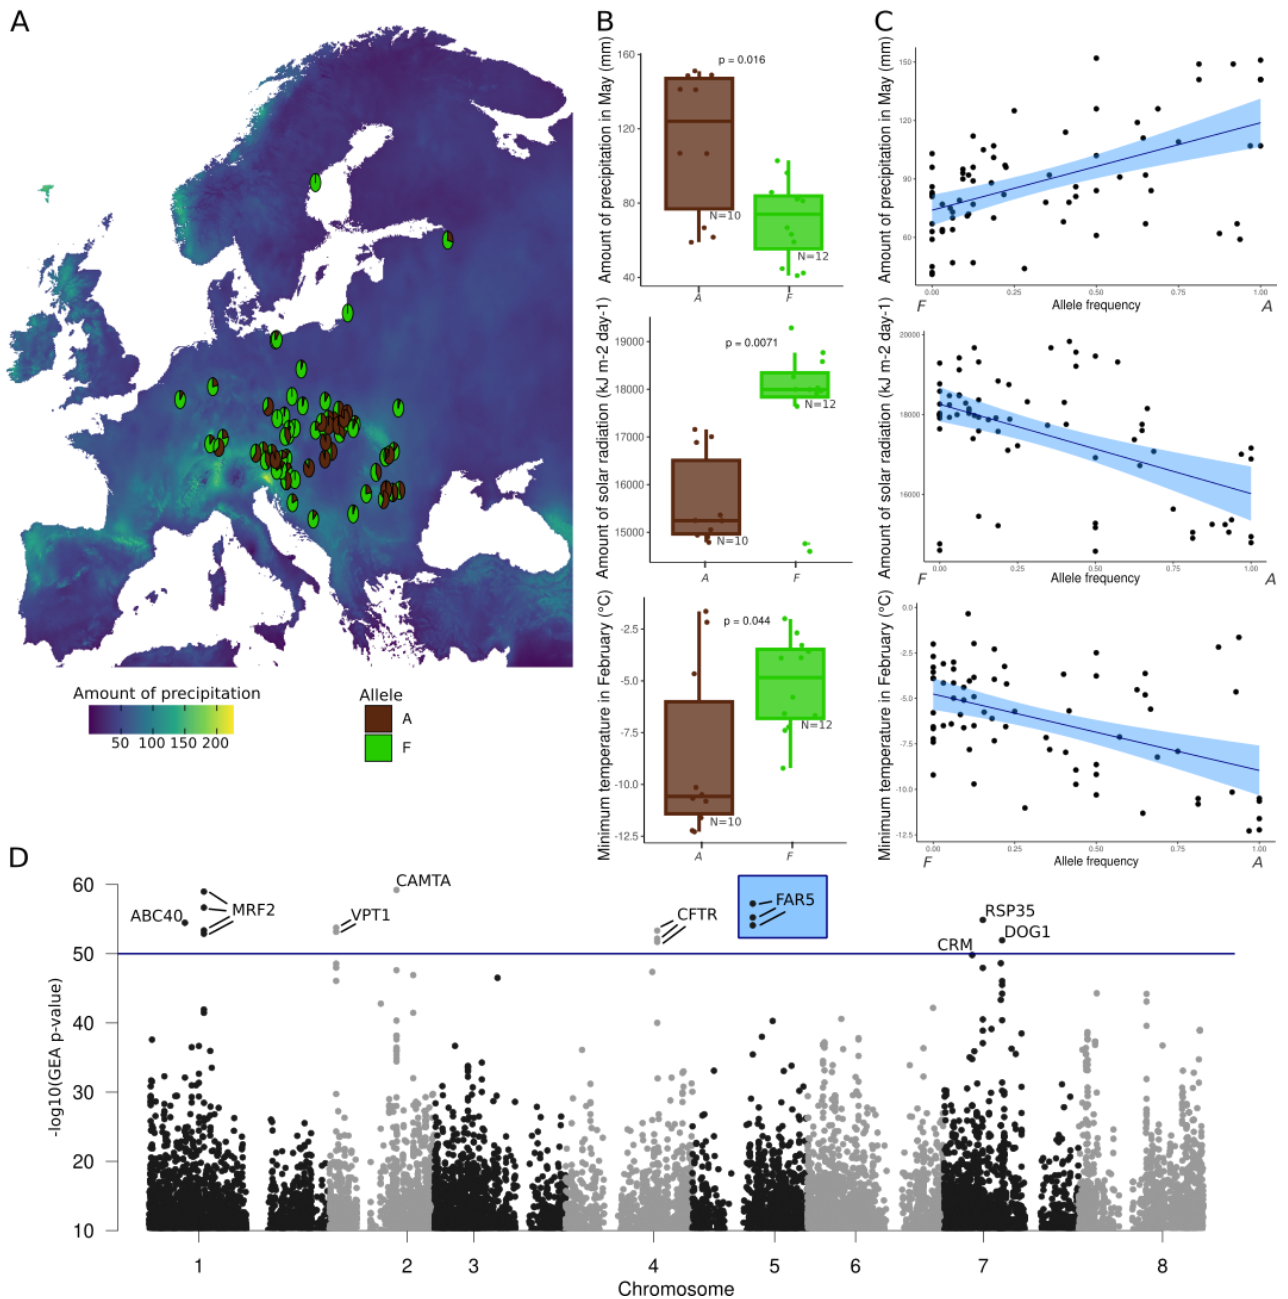 A
Amount of precipitation
50 100 150 200
Allele
A
F
B
Amount of precipitation in May (mm)
160
120
80
40
p = 0.016
N=10
N=12
A F
Amount of solar radiation (kJ m-2 day-1)
19000
18000
17000
16000
15000
p = 0.0071
N=12
N=10
A F
Minimum temperature in February (°C)
-2.5
-5.0
-7.5
-10.0
-12.5
p = 0.044
N=12
N=10
A F
C
Amount of precipitation in May (mm)
150
120
90
60
0.00 0.25 0.50 0.75 1.00
F Allele frequency A
Amount of solar radiation (kJ m-2 day-1)
20000
18000
16000
0.00 0.25 0.50 0.75 1.00
F Allele frequency A
Minimum temperature in February (°C)
0.0
-2.5
-5.0
-7.5
-10.0
-12.5
0.00 0.25 0.50 0.75 1.00
F Allele frequency A
D
-log10(GEA p-value)
60
50
40
30
20
10
ABC40
MRF2
VPT1
CAMTA
CFTR
FAR5
RSP35
DOG1
CRM
1 2 3 4 5 6 7 8
Chromosome